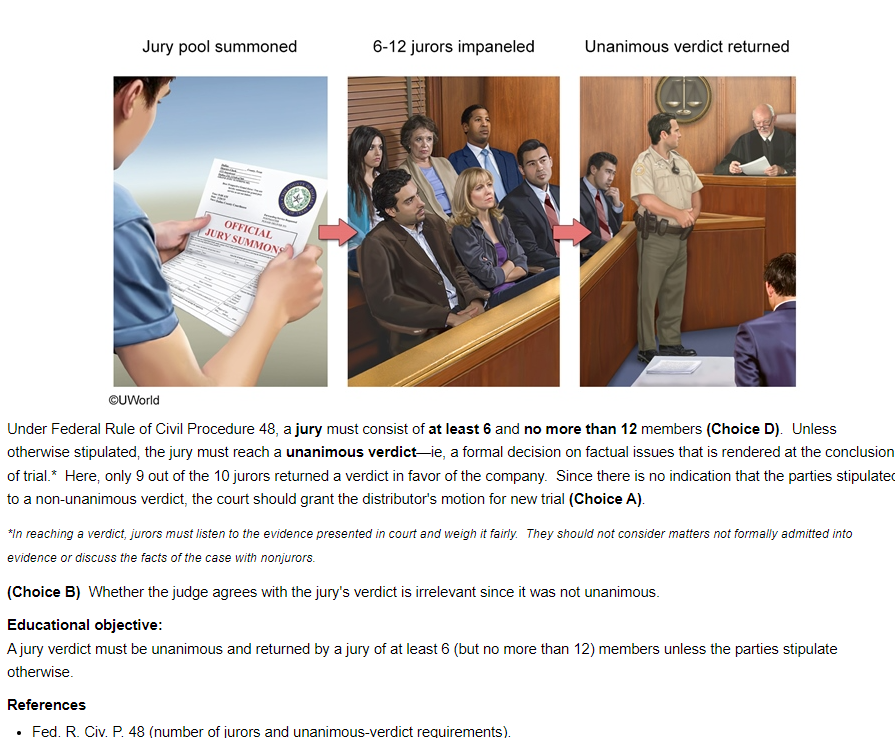 Jury pool summoned
6-12 jurors impaneled
Unanimous verdict returned
OFFICIAL
JURY SUMMONS
©UWorld
Under Federal Rule of Civil Procedure 48, a jury must consist of at least 6 and no more than 12 members (Choice D). Unless
otherwise stipulated, the jury must reach a unanimous verdict—ie, a formal decision on factual issues that is rendered at the conclusion
of trial.* Here, only 9 out of the 10 jurors returned a verdict in favor of the company. Since there is no indication that the parties stipulated
to a non-unanimous verdict, the court should grant the distributor's motion for new trial (Choice A).
*In reaching a verdict, jurors must listen to the evidence presented in court and weigh it fairly. They should not consider matters not formally admitted into
evidence or discuss the facts of the case with nonjurors.
(Choice B) Whether the judge agrees with the jury's verdict is irrelevant since it was not unanimous.
Educational objective:
A jury verdict must be unanimous and returned by a jury of at least 6 (but no more than 12) members unless the parties stipulate
otherwise.
References
• Fed. R. Civ. P. 48 (number of jurors and unanimous-verdict requirements).